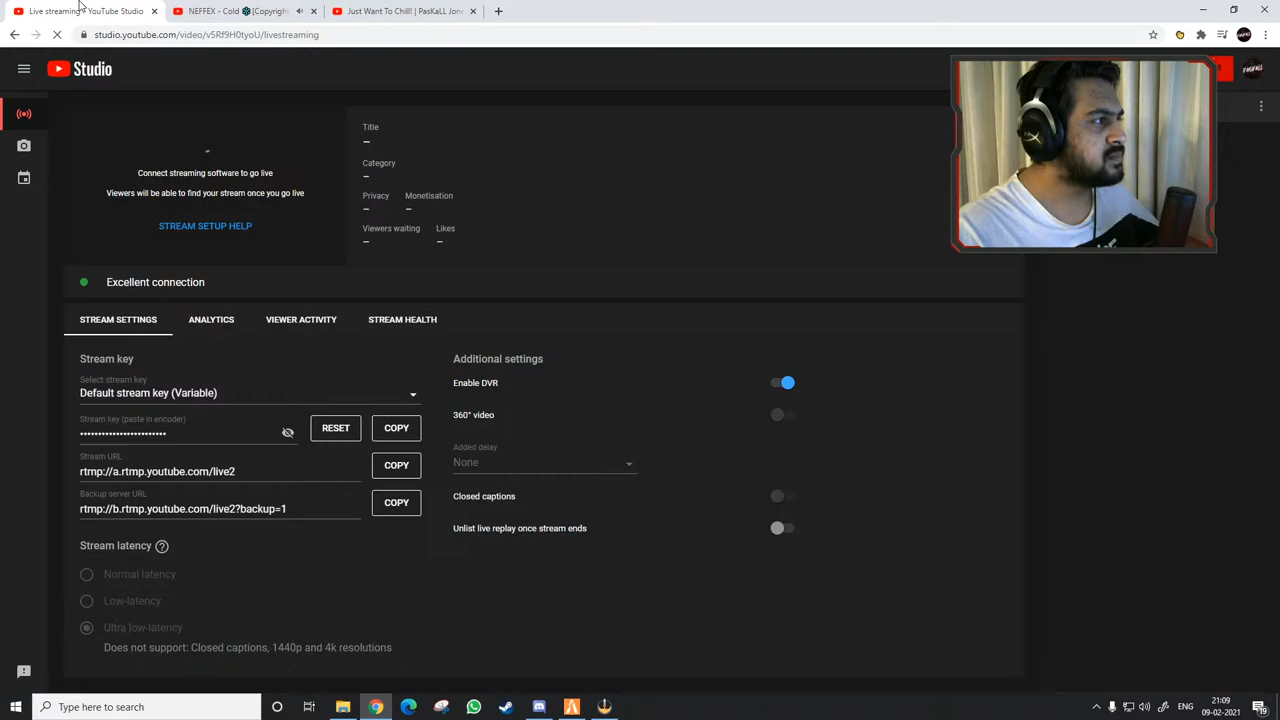 Live streaming - YouTube Studio
NEFFEX - Cold [Copyright
Just Want To Chill! | PasKaLL Jone
studio.youtube.com/video/v5Rf9H0tyoU/livestreaming
Studio
Connect streaming software to go live
Viewers will be able to find your stream once you go live
STREAM SETUP HELP
Title
–
Category
–
Privacy Monetisation
– –
Viewers waiting Likes
– –
Excellent connection
STREAM SETTINGS ANALYTICS VIEWER ACTIVITY STREAM HEALTH
Stream key
Select stream key
Default stream key (Variable)
Stream key (paste in encoder)
••••••••••••••••••••••••
RESET COPY
Stream URL
rtmp://a.rtmp.youtube.com/live2
COPY
Backup server URL
rtmp://b.rtmp.youtube.com/live2?backup=1
COPY
Stream latency
Normal latency
Low-latency
Ultra low-latency
Does not support: Closed captions, 1440p and 4k resolutions
Additional settings
Enable DVR
360° video
Added delay
None
Closed captions
Unlist live replay once stream ends
Type here to search
ENG
21:09
09-02-2021